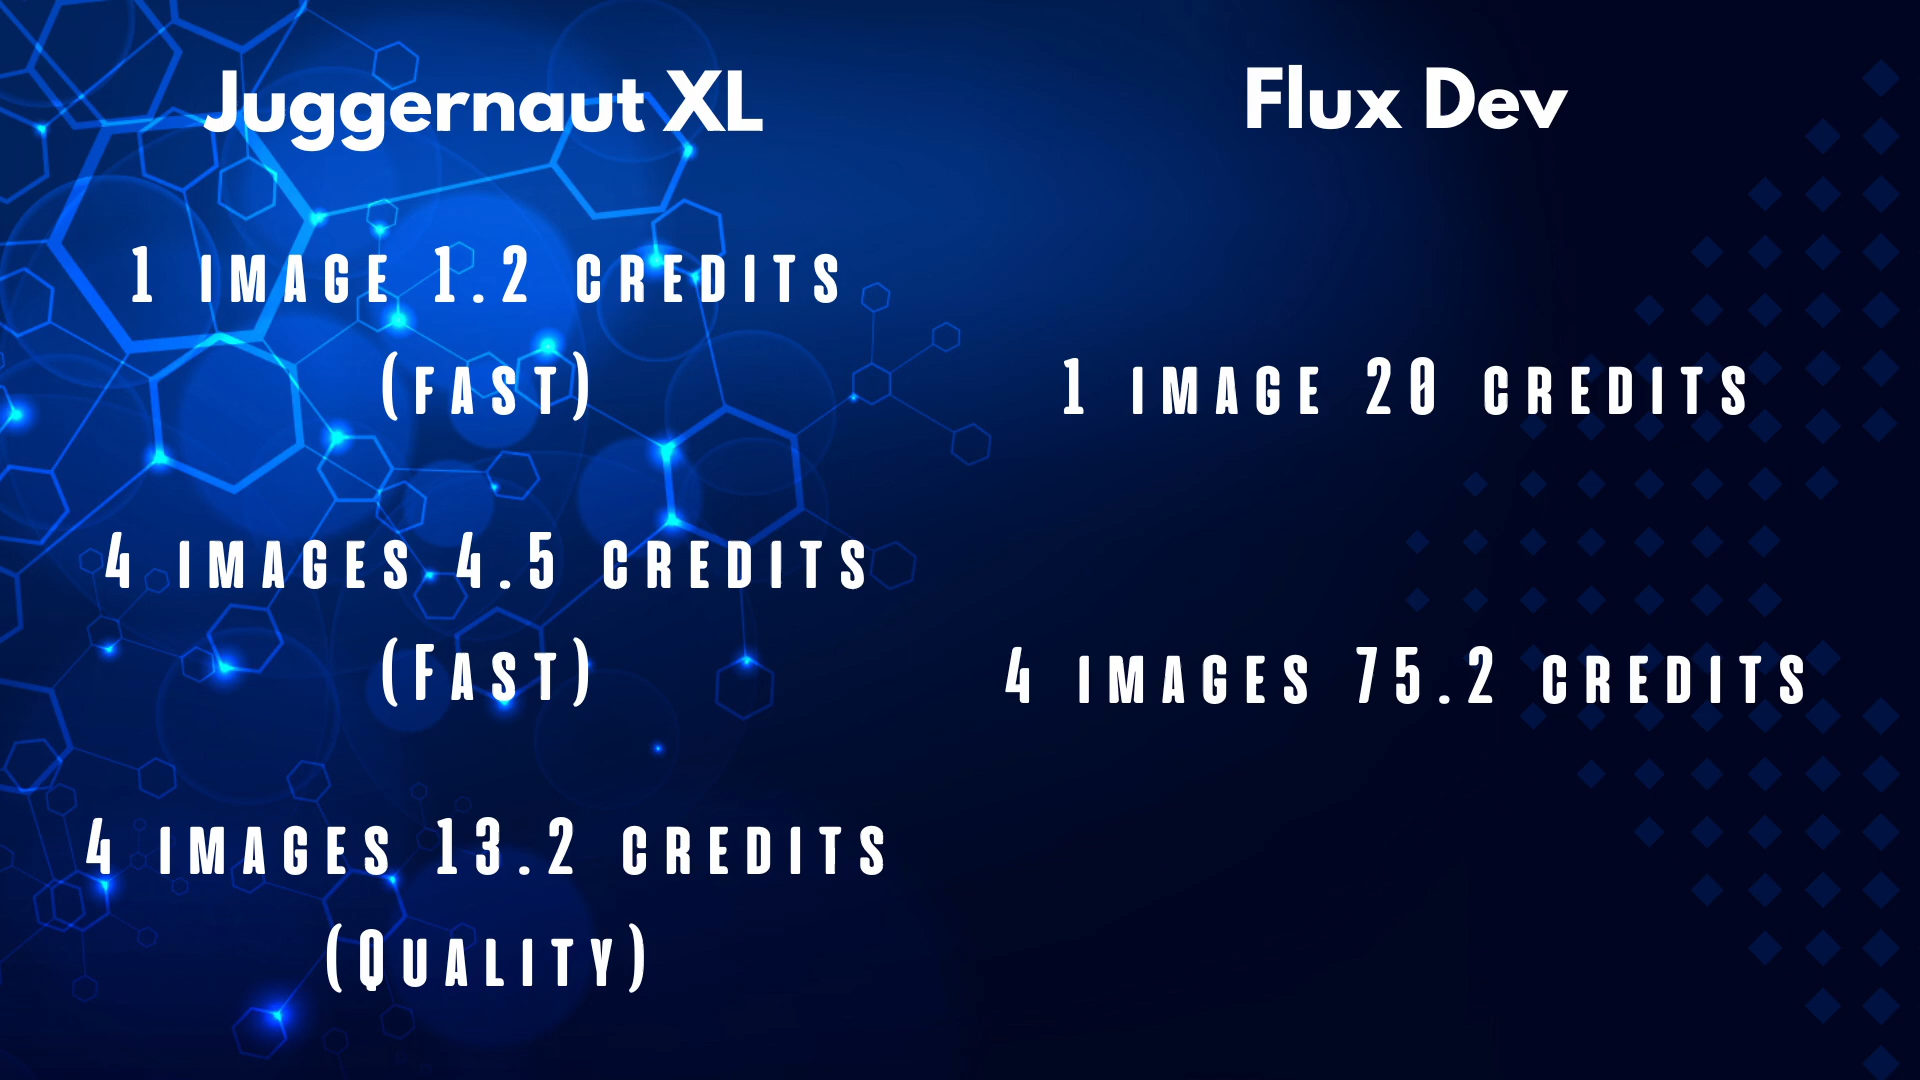 Juggernaut XL
1 image 1.2 credits
(fast)
4 images 4.5 credits
(Fast)
4 images 13.2 credits
(Quality)
Flux Dev
1 image 20 credits
4 images 75.2 credits